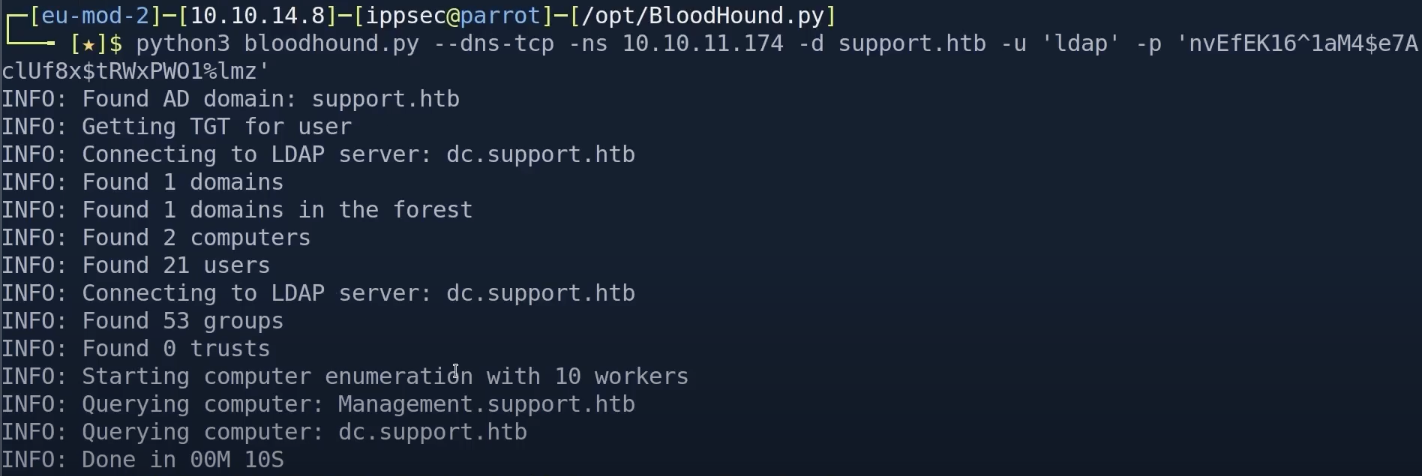 ┌─[eu-mod-2]─[10.10.14.8]─[ippsec@parrot]─[/opt/BloodHound.py]
└──╼ [★]$ python3 bloodhound.py --dns-tcp -ns 10.10.11.174 -d support.htb -u 'ldap' -p 'nvEfEK16^1aM4$e7A
clUf8x$tRWxPWO1%lmz'
INFO: Found AD domain: support.htb
INFO: Getting TGT for user
INFO: Connecting to LDAP server: dc.support.htb
INFO: Found 1 domains
INFO: Found 1 domains in the forest
INFO: Found 2 computers
INFO: Found 21 users
INFO: Connecting to LDAP server: dc.support.htb
INFO: Found 53 groups
INFO: Found 0 trusts
INFO: Starting computer enumeration with 10 workers
INFO: Querying computer: Management.support.htb
INFO: Querying computer: dc.support.htb
INFO: Done in 00M 10S